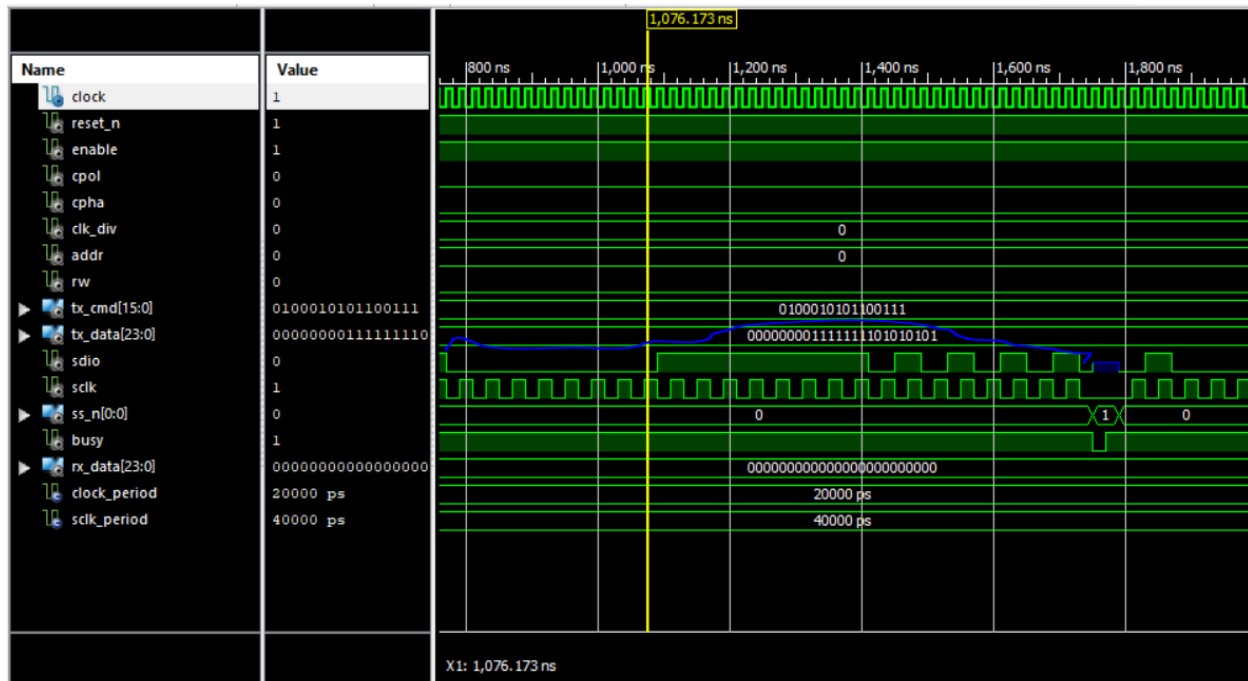 1,076.173 ns
Name Value 800 ns 1,000 ns 1,200 ns 1,400 ns 1,600 ns 1,800 ns
clock 1
reset_n 1
enable 1
cpol 0
cpha 0
clk_div 0 0
addr 0 0
rw 0
tx_cmd[15:0] 0100010101100111 0100010101100111
tx_data[23:0] 00000000111111110 000000001111111101010101
sdio 0
sclk 1
ss_n[0:0] 0 0 1 0
busy 1
rx_data[23:0] 00000000000000000 000000000000000000000000
clock_period 20000 ps 20000 ps
sclk_period 40000 ps 40000 ps
X1: 1,076.173 ns